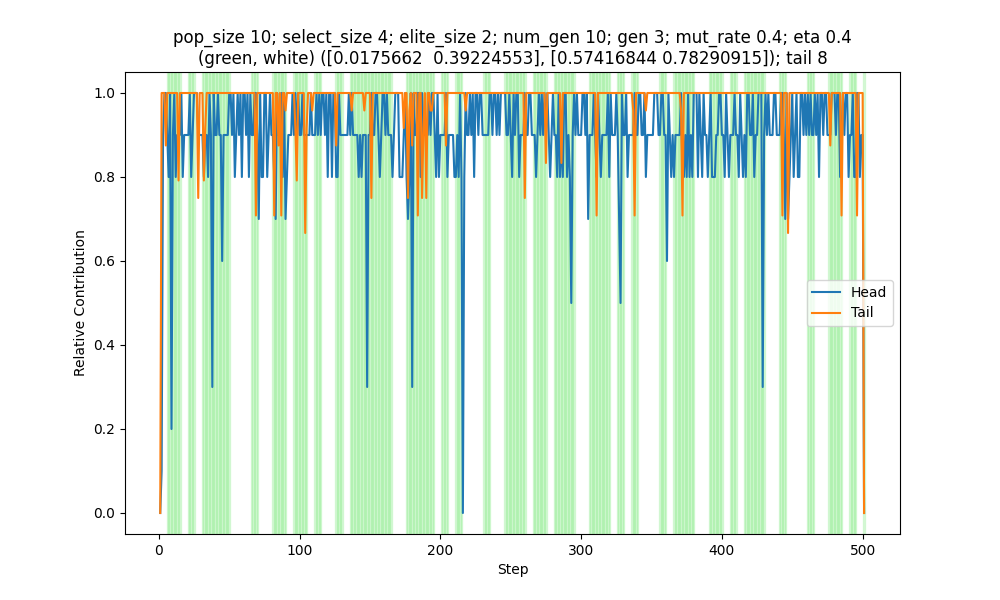 pop_size 10; select_size 4; elite_size 2; num_gen 10; gen 3; mut_rate 0.4; eta 0.4
(green, white) ([0.0175662  0.39224553], [0.57416844 0.78290915]); tail 8
1.0
0.8
0.6
0.4
0.2
0.0
Relative Contribution
Head
Tail
0
100
200
300
400
500
Step